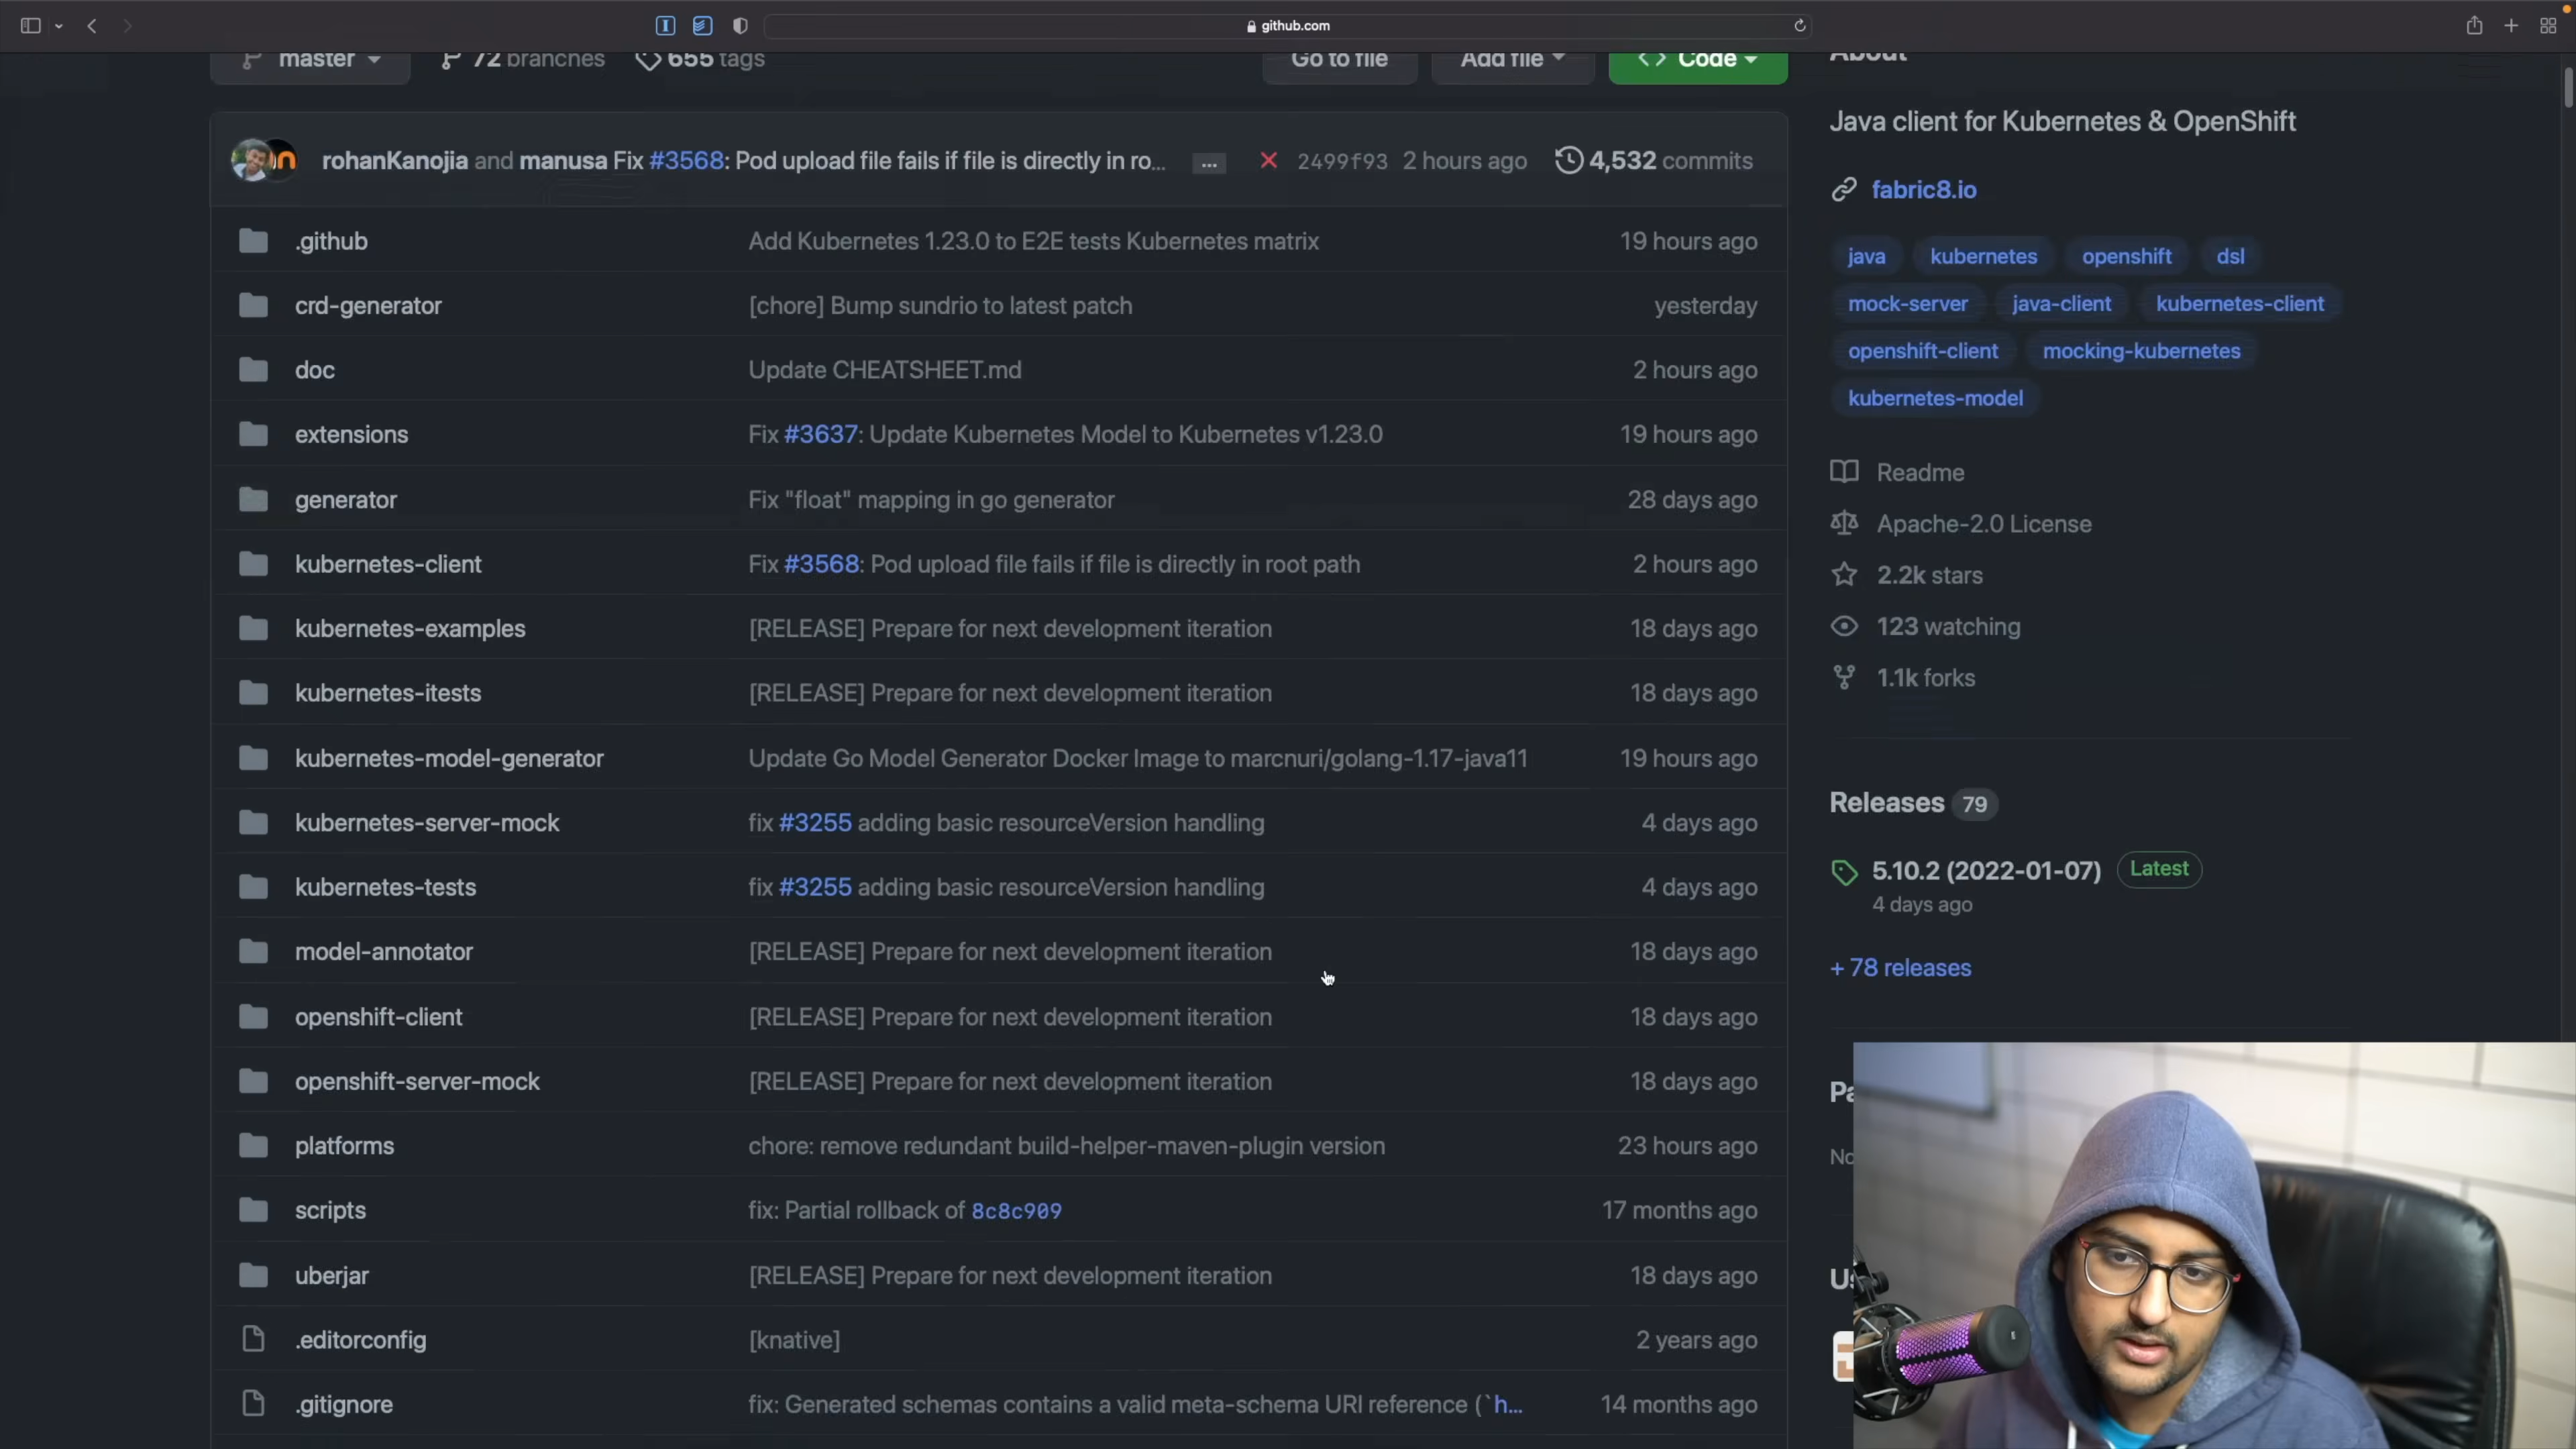 github.com
master 72 branches 655 tags Go to file Add file Code
About
rohanKanojia and manusa Fix #3568: Pod upload file fails if file is directly in ro... ... 2499f93 2 hours ago 4,532 commits
.github Add Kubernetes 1.23.0 to E2E tests Kubernetes matrix 19 hours ago
crd-generator [chore] Bump sundrio to latest patch yesterday
doc Update CHEATSHEET.md 2 hours ago
extensions Fix #3637: Update Kubernetes Model to Kubernetes v1.23.0 19 hours ago
generator Fix "float" mapping in go generator 28 days ago
kubernetes-client Fix #3568: Pod upload file fails if file is directly in root path 2 hours ago
kubernetes-examples [RELEASE] Prepare for next development iteration 18 days ago
kubernetes-itests [RELEASE] Prepare for next development iteration 18 days ago
kubernetes-model-generator Update Go Model Generator Docker Image to marcnuri/golang-1.17-java11 19 hours ago
kubernetes-server-mock fix #3255 adding basic resourceVersion handling 4 days ago
kubernetes-tests fix #3255 adding basic resourceVersion handling 4 days ago
model-annotator [RELEASE] Prepare for next development iteration 18 days ago
openshift-client [RELEASE] Prepare for next development iteration 18 days ago
openshift-server-mock [RELEASE] Prepare for next development iteration 18 days ago
platforms chore: remove redundant build-helper-maven-plugin version 23 hours ago
scripts fix: Partial rollback of 8c8c909 17 months ago
uberjar [RELEASE] Prepare for next development iteration 18 days ago
.editorconfig [knative] 2 years ago
.gitignore fix: Generated schemas contains a valid meta-schema URI reference (`h... 14 months ago
Java client for Kubernetes & OpenShift
fabric8.io
java kubernetes openshift dsl
mock-server java-client kubernetes-client
openshift-client mocking-kubernetes
kubernetes-model
Readme
Apache-2.0 License
2.2k stars
123 watching
1.1k forks
Releases 79
5.10.2 (2022-01-07) Latest
4 days ago
+ 78 releases